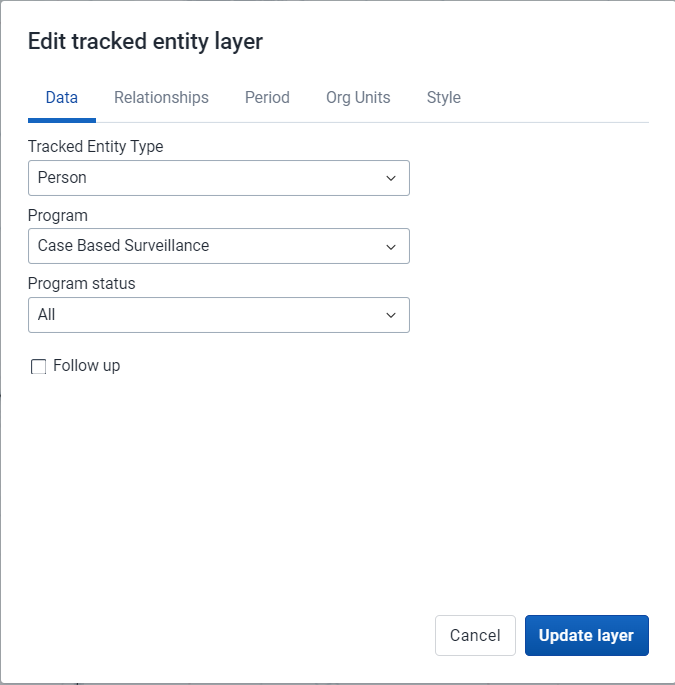 Edit tracked entity layer
Data Relationships Period Org Units Style
Tracked Entity Type
Person
Program
Case Based Surveillance
Program status
All
Follow up
Cancel Update layer